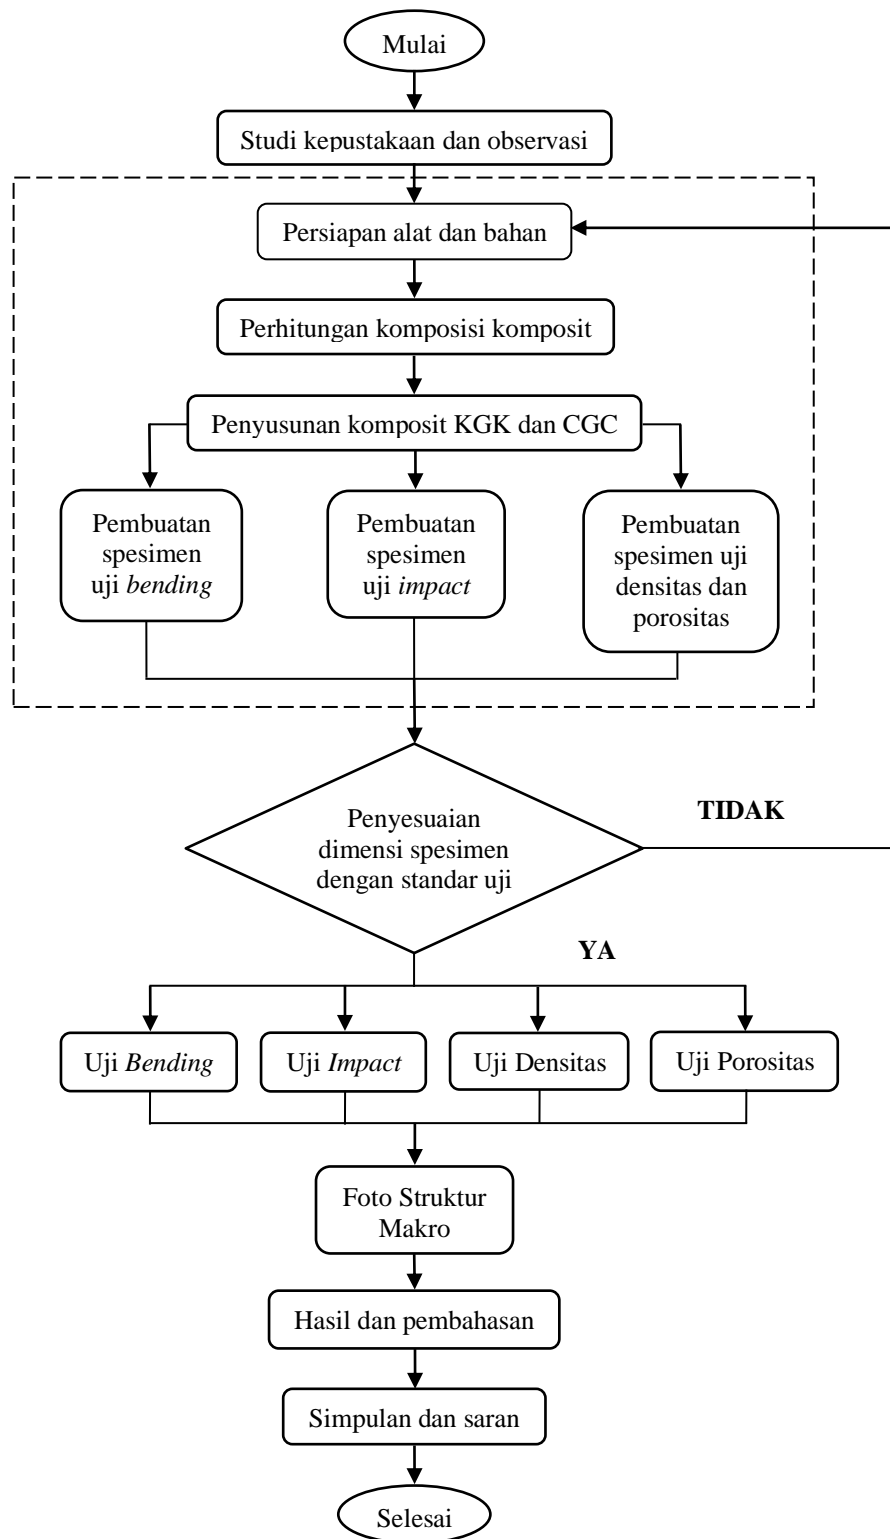 Mulai
Studi kepustakaan dan observasi
Persiapan alat dan bahan
Perhitungan komposisi komposit
Penyusunan komposit KGK dan CGC
Pembuatan
spesimen
uji bending
Pembuatan
spesimen
uji impact
Pembuatan
spesimen uji
densitas dan
porositas
Penyesuaian
dimensi spesimen
dengan standar uji
TIDAK
YA
Uji Bending
Uji Impact
Uji Densitas
Uji Porositas
Foto Struktur
Makro
Hasil dan pembahasan
Simpulan dan saran
Selesai